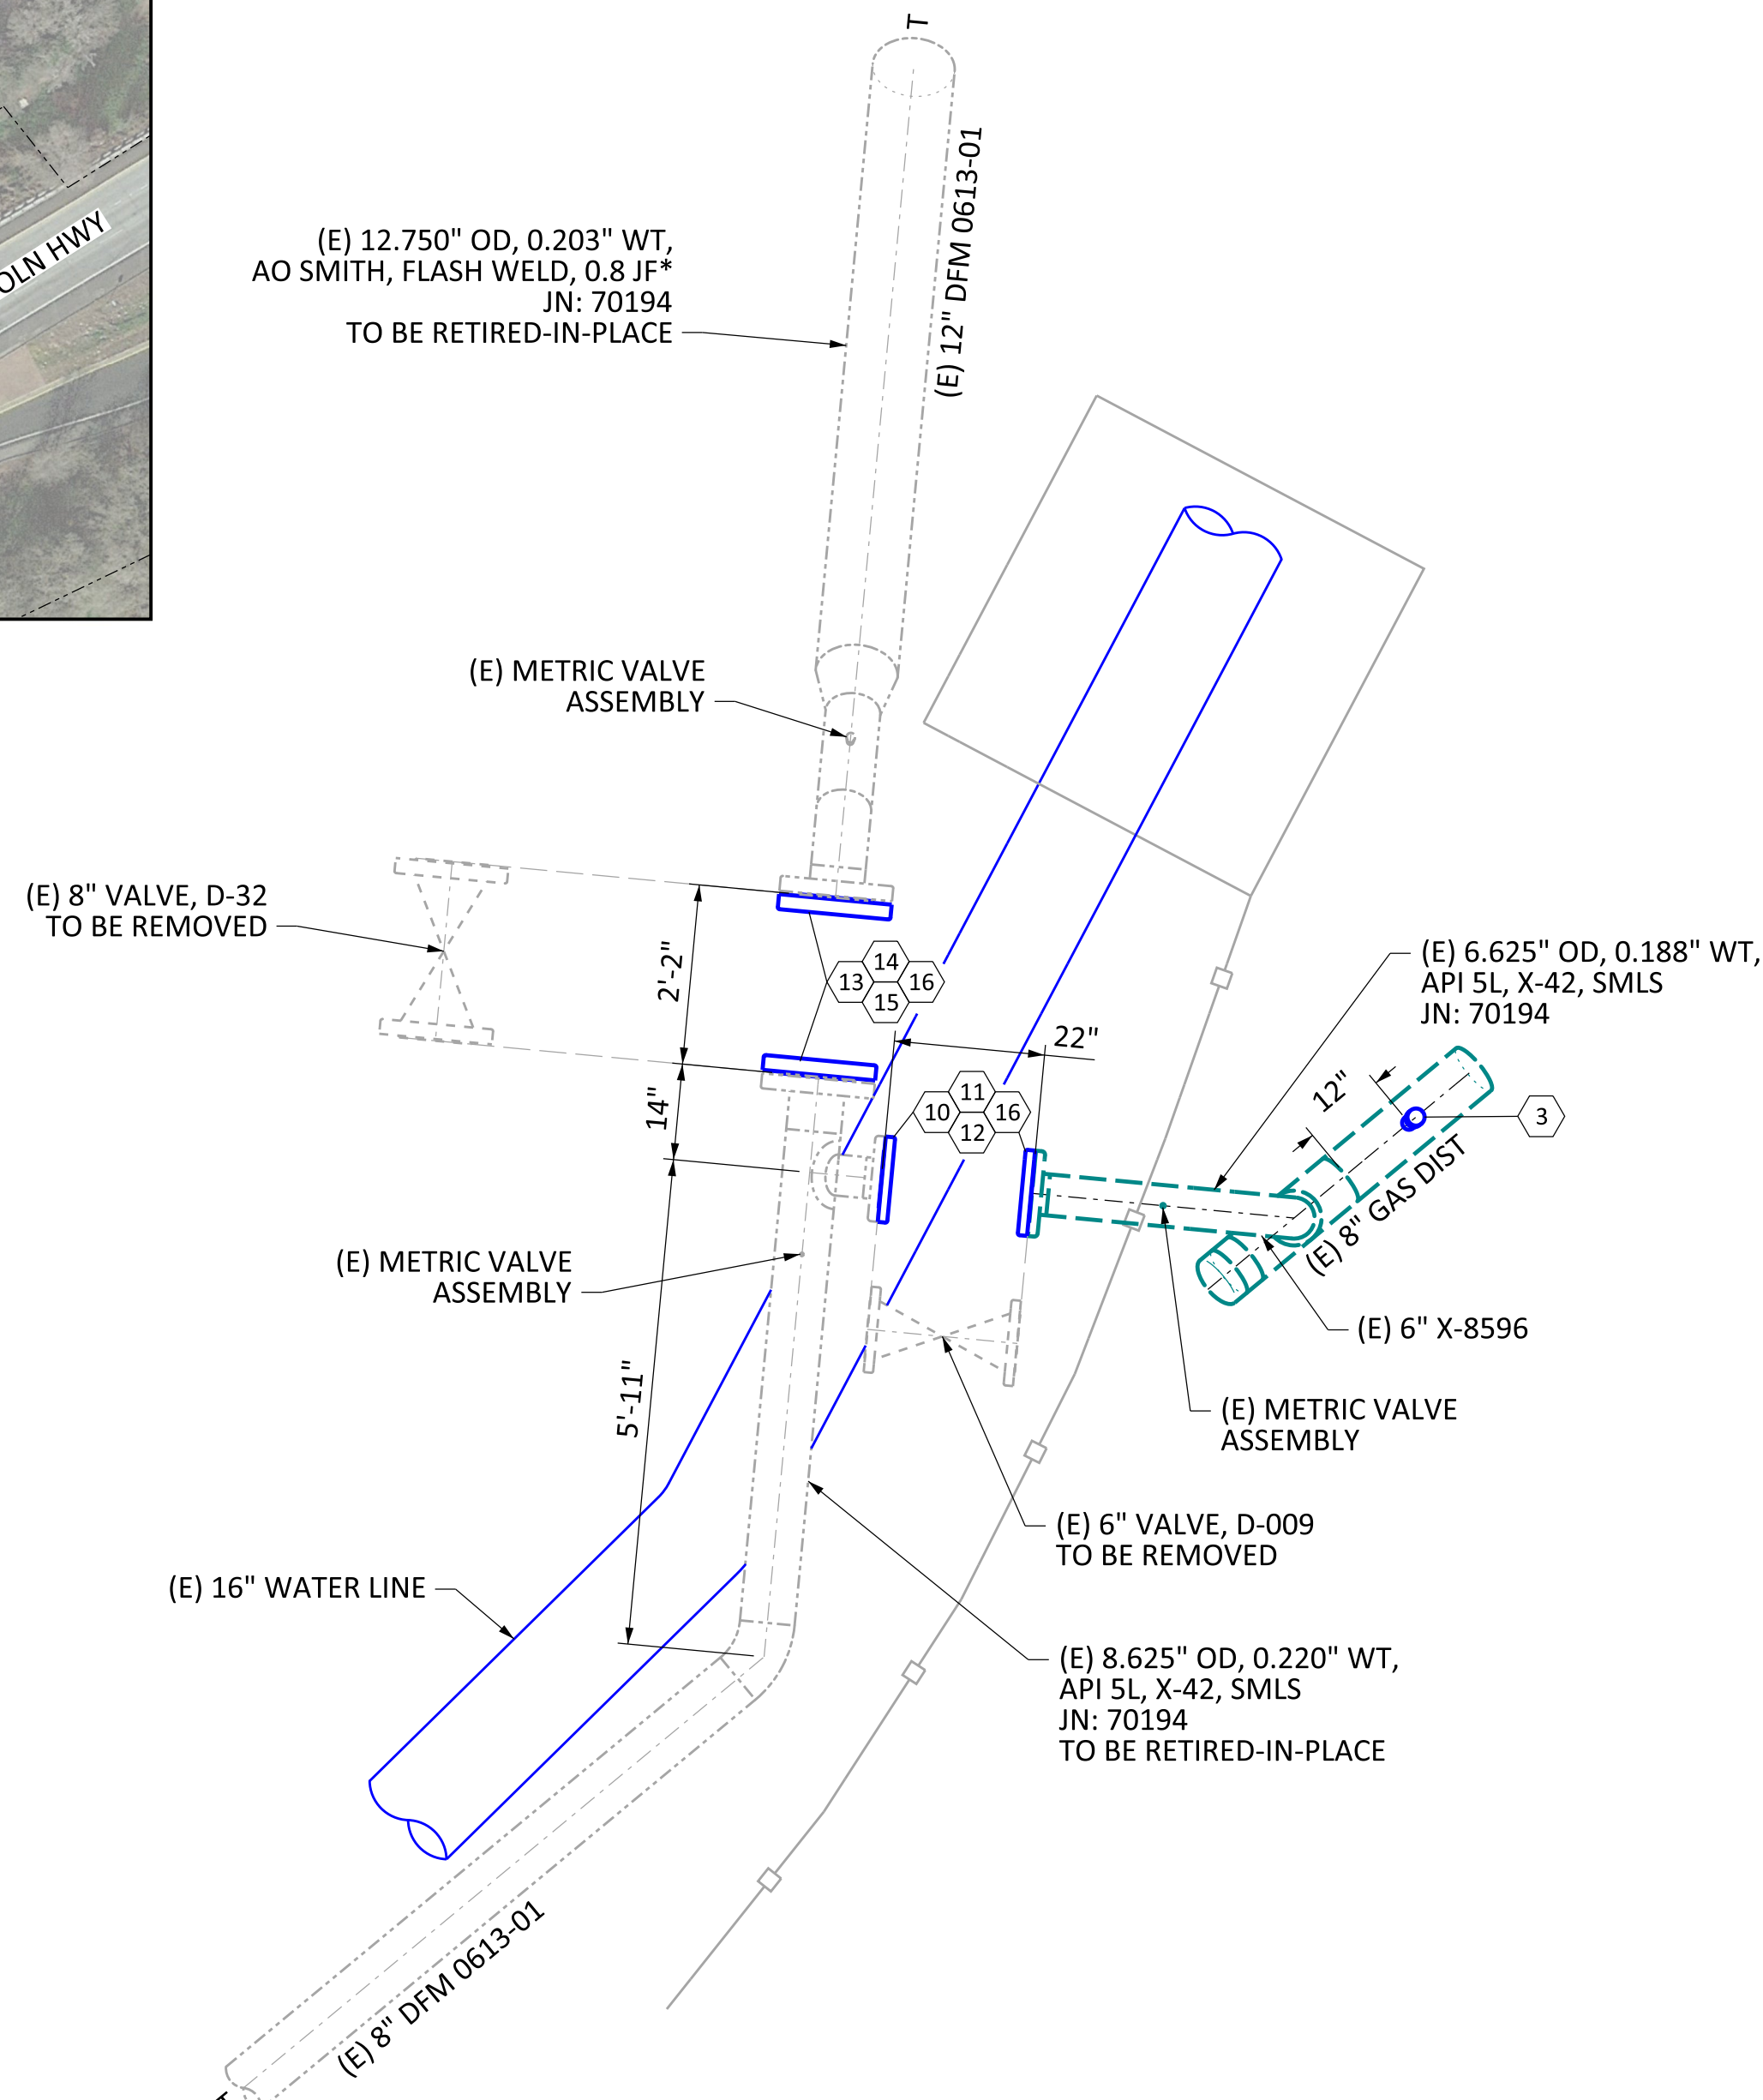 T
(E) 12" DFM 0613-01
OLN HWY
(E) 12.750" OD, 0.203" WT,
AO SMITH, FLASH WELD, 0.8 JF*
JN: 70194
TO BE RETIRED-IN-PLACE
(E) METRIC VALVE
ASSEMBLY
(E) 8" VALVE, D-32
TO BE REMOVED
2'-2"
14
13
16
15
22"
(E) 6.625" OD, 0.188" WT,
API 5L, X-42, SMLS
JN: 70194
14"
11
10
16
12
12"
3
(E) 8" GAS DIST
(E) METRIC VALVE
ASSEMBLY
(E) 6" X-8596
5'-11"
(E) METRIC VALVE
ASSEMBLY
(E) 6" VALVE, D-009
TO BE REMOVED
(E) 16" WATER LINE
(E) 8.625" OD, 0.220" WT,
API 5L, X-42, SMLS
JN: 70194
TO BE RETIRED-IN-PLACE
(E) 8" DFM 0613-01